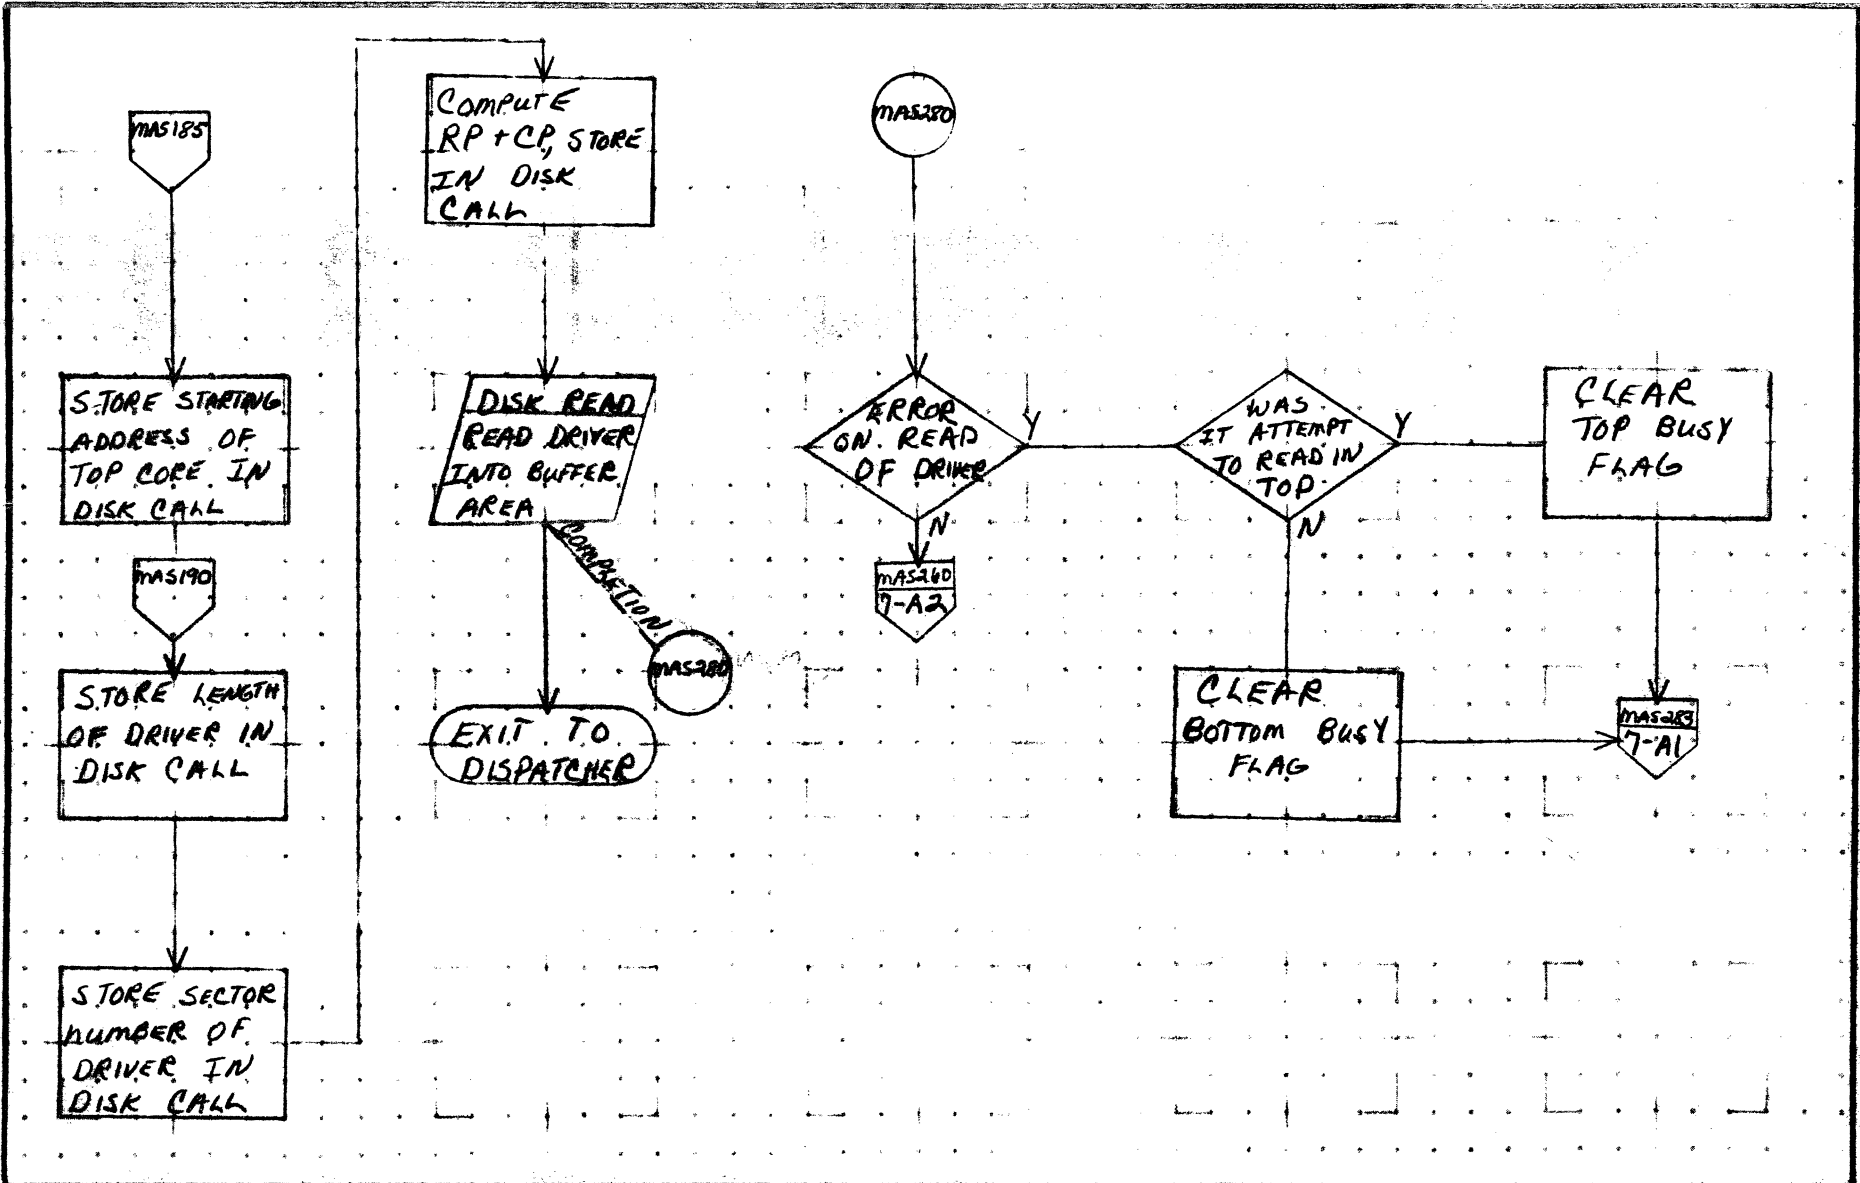 MAS185
STORE STARTING
ADDRESS OF
TOP CORE IN
DISK CALL
MAS190
STORE LENGTH
OF DRIVER IN
DISK CALL
STORE SECTOR
NUMBER OF
DRIVER IN
DISK CALL
COMPUTE
RP + CP, STORE
IN DISK
CALL
DISK READ
READ DRIVER
INTO BUFFER
AREA
COMPLETION
MAS280
EXIT TO
DISPATCHER
MAS280
ERROR
ON READ
OF DRIVER
Y
N
MAS260
7-A2
WAS
IT ATTEMPT
TO READ IN
TOP
Y
N
CLEAR
BOTTOM BUSY
FLAG
CLEAR
TOP BUSY
FLAG
MAS283
7-A1